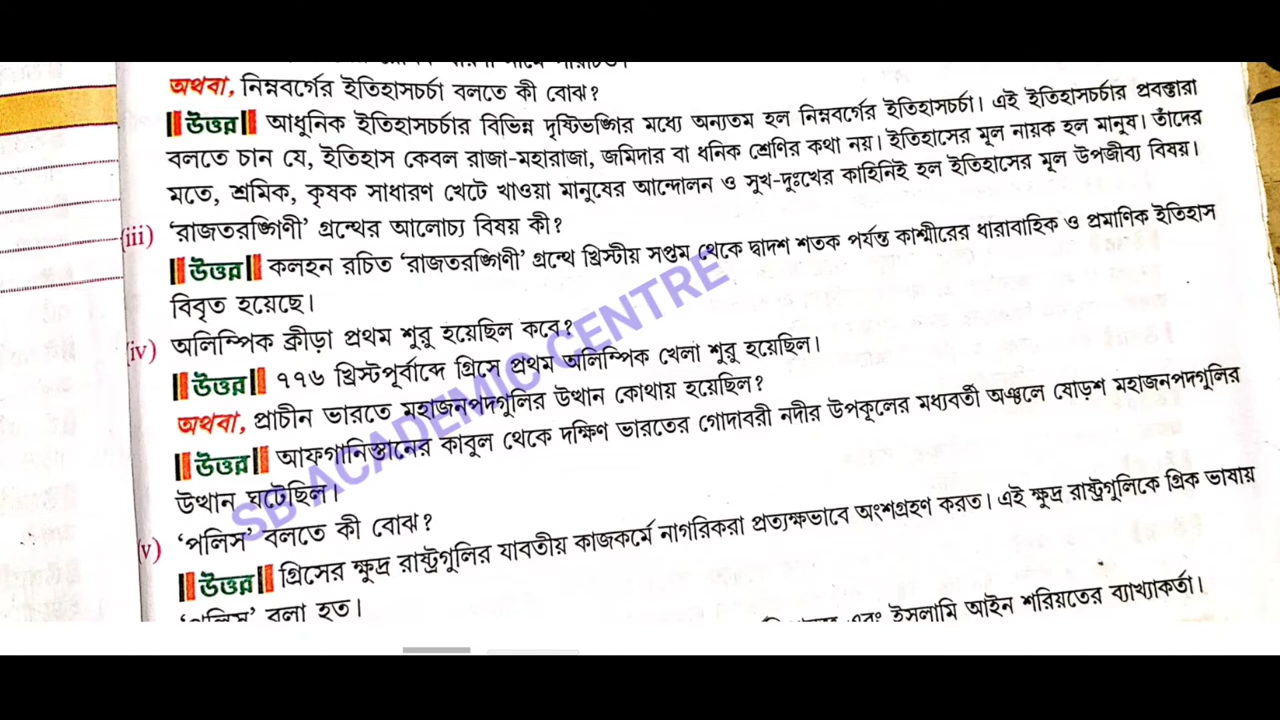 অথবা, নিম্নবর্গের ইতিহাসচর্চা বলতে কী বোঝ?
উত্তর আধুনিক ইতিহাসচর্চার বিভিন্ন দৃষ্টিভঙ্গির মধ্যে অন্যতম হল নিম্নবর্গের ইতিহাসচর্চা। এই ইতিহাসচর্চার প্রবক্তারা
বলতে চান যে, ইতিহাস কেবল রাজা-মহারাজা, জমিদার বা ধনিক শ্রেণির কথা নয়। ইতিহাসের মূল নায়ক হল মানুষ। তাঁদের
মতে, শ্রমিক, কৃষক সাধারণ খেটে খাওয়া মানুষের আন্দোলন ও সুখ-দুঃখের কাহিনিই হল ইতিহাসের মূল উপজীব্য বিষয়।
(iii) 'রাজতরঙ্গিণী' গ্রন্থের আলোচ্য বিষয় কী?
উত্তর কলহন রচিত 'রাজতরঙ্গিণী' গ্রন্থে খ্রিস্টীয় সপ্তম থেকে দ্বাদশ শতক পর্যন্ত কাশ্মীরের ধারাবাহিক ও প্রমাণিক ইতিহাস
বিবৃত হয়েছে।
(iv) অলিম্পিক ক্রীড়া প্রথম শুরু হয়েছিল কবে?
উত্তর ৭৭৬ খ্রিস্টপূর্বাব্দে গ্রিসে প্রথম অলিম্পিক খেলা শুরু হয়েছিল।
অথবা, প্রাচীন ভারতে মহাজনপদগুলির উত্থান কোথায় হয়েছিল?
উত্তর আফগানিস্তানের কাবুল থেকে দক্ষিণ ভারতের গোদাবরী নদীর উপকূলের মধ্যবর্তী অঞ্চলে ষোড়শ মহাজনপদগুলির
উত্থান ঘটেছিল।
(v) 'পলিস' বলতে কী বোঝ?
উত্তর গ্রিসের ক্ষুদ্র রাষ্ট্রগুলির যাবতীয় কাজকর্মে নাগরিকরা প্রত্যক্ষভাবে অংশগ্রহণ করত। এই ক্ষুদ্র রাষ্ট্রগুলিকে গ্রিক ভাষায়
'পলিস' বলা হত।
এবং ইসলামি আইন শরিয়তের ব্যাখ্যাকর্তা।
SB ACADEMIC CENTRE